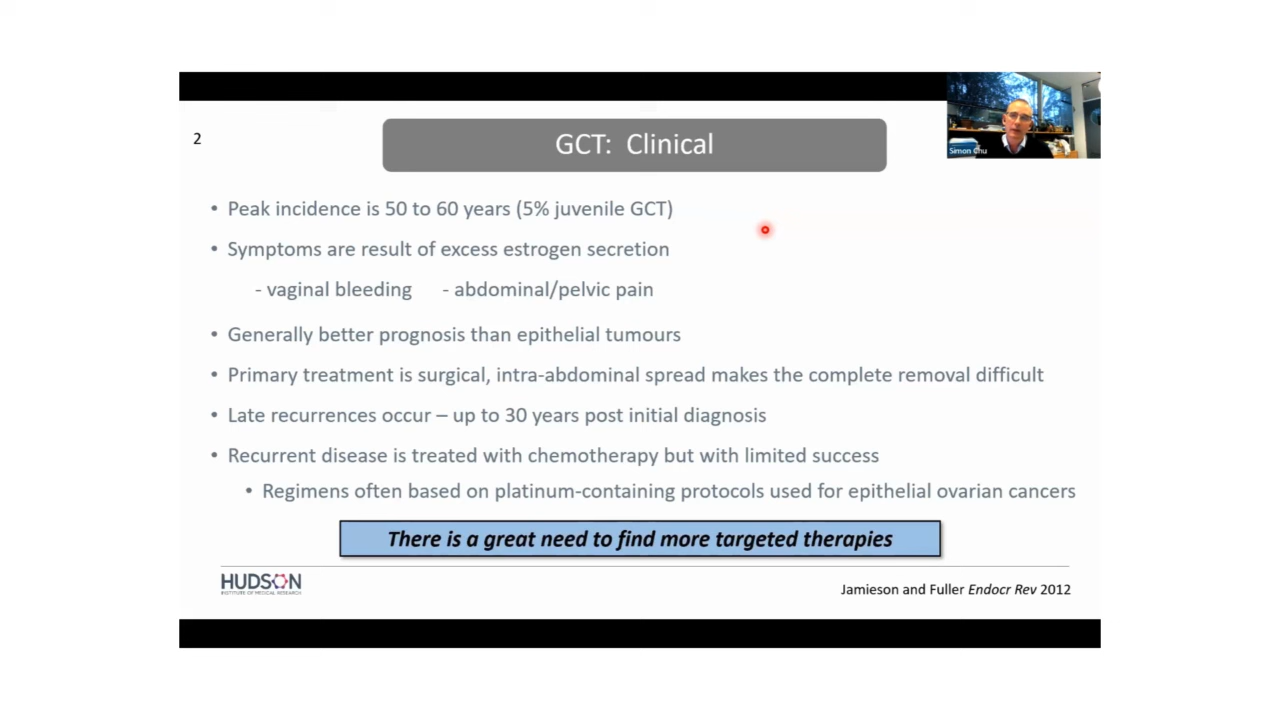 2
GCT: Clinical
Simon Chu
• Peak incidence is 50 to 60 years (5% juvenile GCT)
• Symptoms are result of excess estrogen secretion
- vaginal bleeding - abdominal/pelvic pain
• Generally better prognosis than epithelial tumours
• Primary treatment is surgical, intra-abdominal spread makes the complete removal difficult
• Late recurrences occur – up to 30 years post initial diagnosis
• Recurrent disease is treated with chemotherapy but with limited success
• Regimens often based on platinum-containing protocols used for epithelial ovarian cancers
There is a great need to find more targeted therapies
HUDSON
INSTITUTE OF MEDICAL RESEARCH
Jamieson and Fuller Endocr Rev 2012